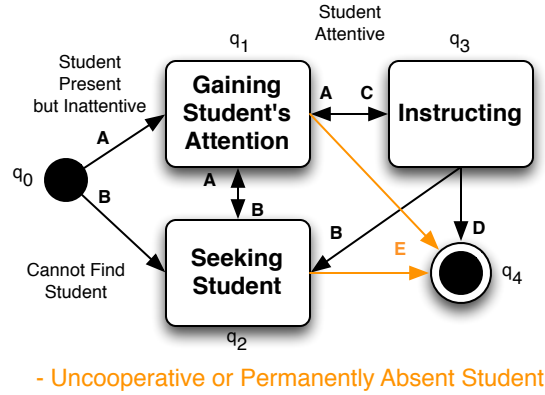 Student
Attentive
q1
q3
Student
Present
but Inattentive
Gaining
Student's
Attention
A
C
Instructing
A
q0
B
A
B
B
D
E
Seeking
Student
Cannot Find
Student
q4
q2
- Uncooperative or Permanently Absent Student